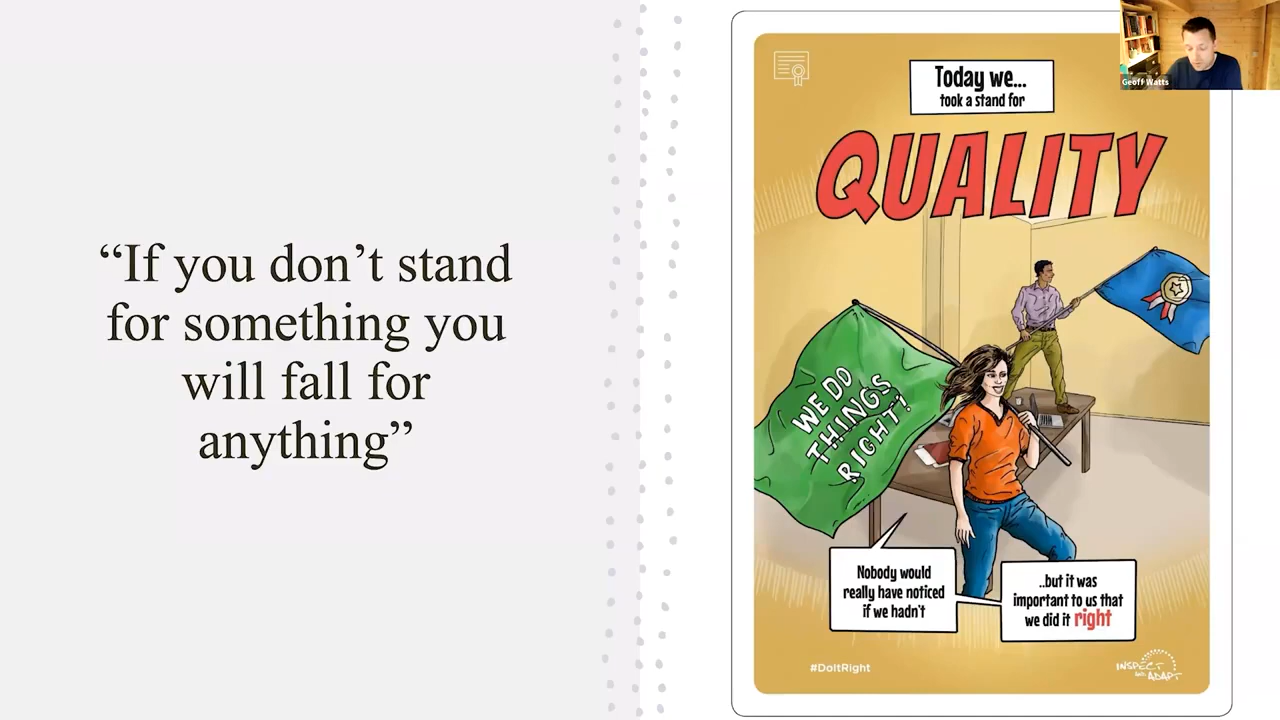 “If you don’t stand
for something you
will fall for
anything”
Today we...
took a stand for
QUALITY
WE DO
THINGS
RIGHT!
Nobody would
really have noticed
if we hadn't
..but it was
important to us that
we did it right
#DoItRight
INSPECT
and ADAPT
Geoff Watts